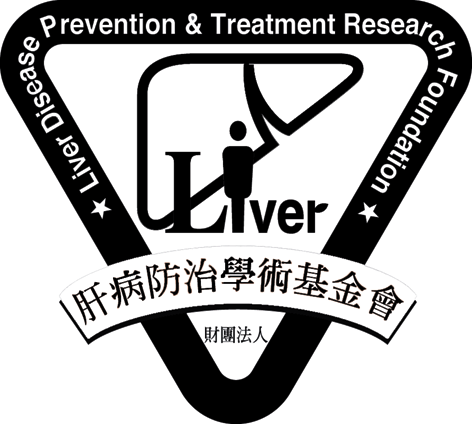 ★ Liver Disease Prevention & Treatment Research Foundation ★
Liver
肝病防治學術基金會
財團法人